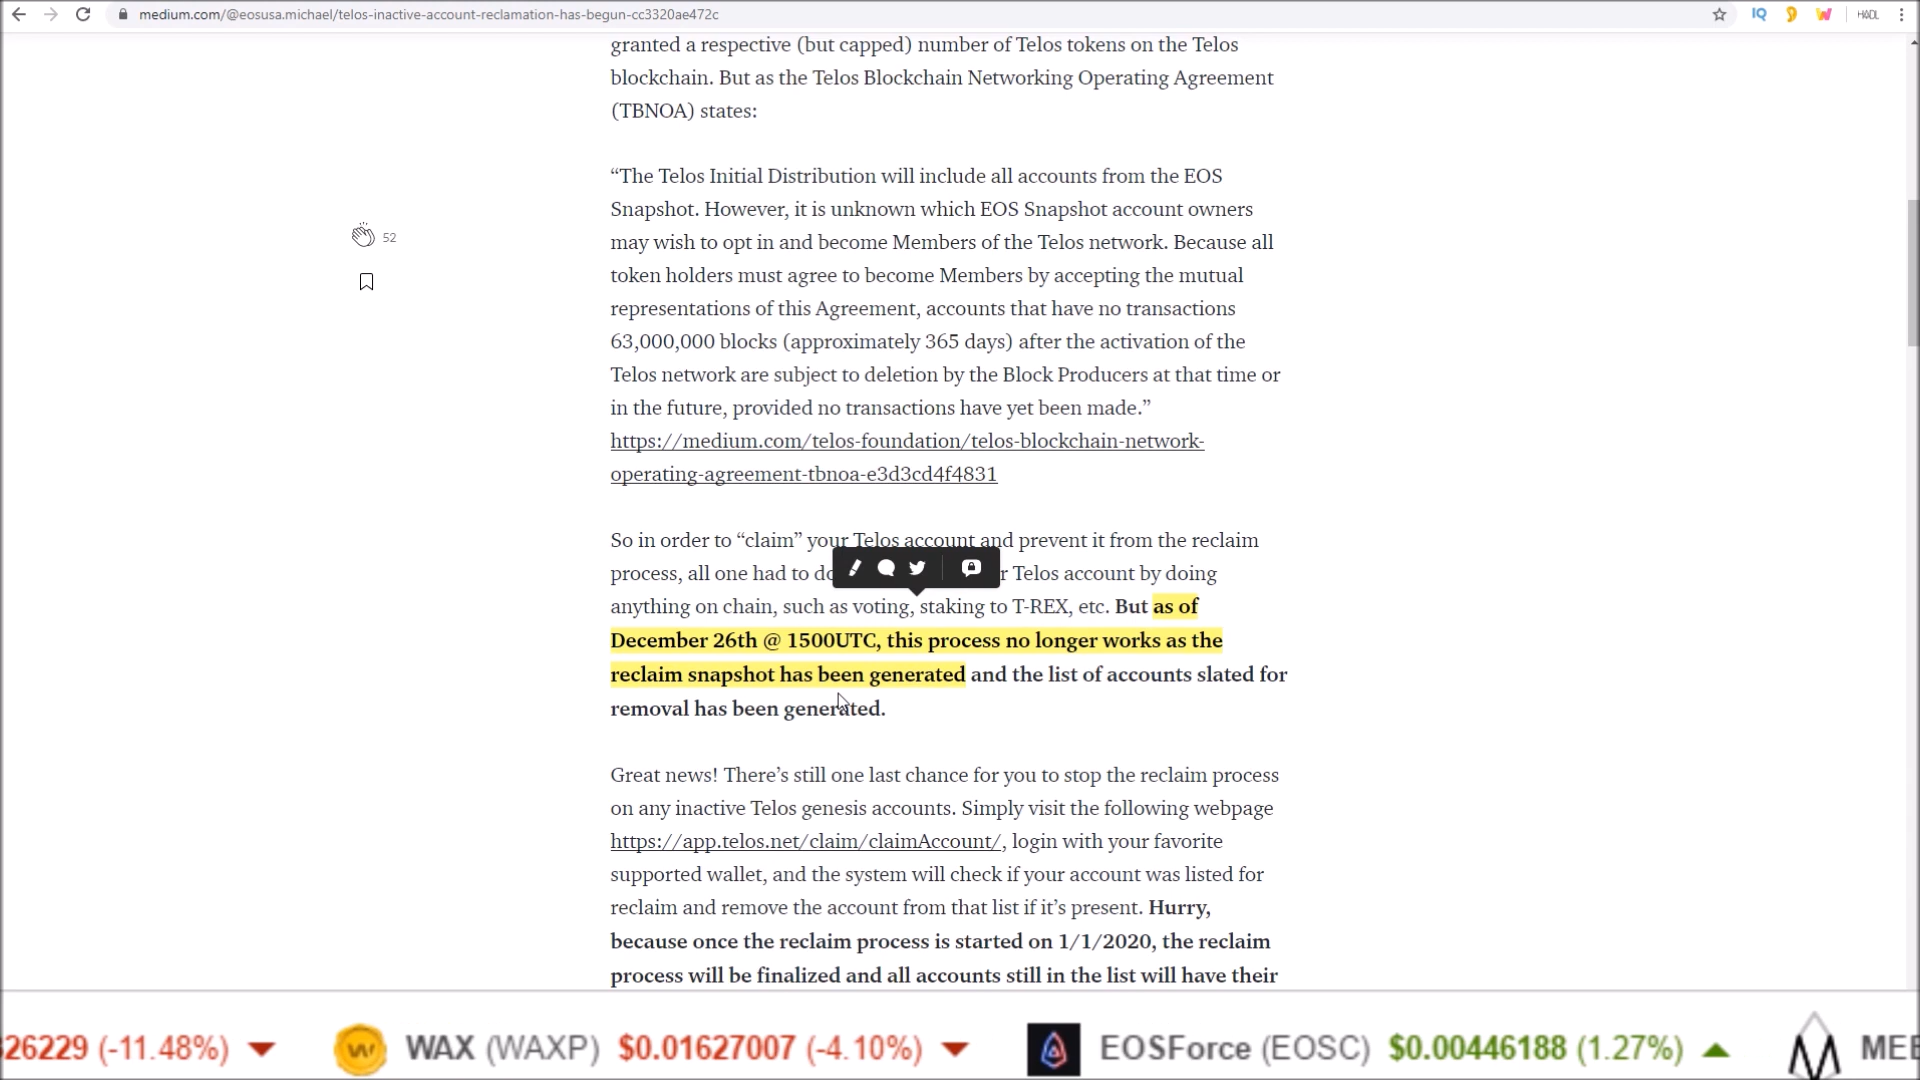 medium.com/@eosusa.michael/telos-inactive-account-reclamation-has-begun-cc3320ae472c
IQ
HADL
granted a respective (but capped) number of Telos tokens on the Telos
blockchain. But as the Telos Blockchain Networking Operating Agreement
(TBNOA) states:
“The Telos Initial Distribution will include all accounts from the EOS
Snapshot. However, it is unknown which EOS Snapshot account owners
may wish to opt in and become Members of the Telos network. Because all
token holders must agree to become Members by accepting the mutual
representations of this Agreement, accounts that have no transactions
63,000,000 blocks (approximately 365 days) after the activation of the
Telos network are subject to deletion by the Block Producers at that time or
in the future, provided no transactions have yet been made.”
https://medium.com/telos-foundation/telos-blockchain-network-
operating-agreement-tbnoa-e3d3cd4f4831
52
So in order to “claim” your Telos account and prevent it from the reclaim
process, all one had to do r Telos account by doing
anything on chain, such as voting, staking to T-REX, etc. But as of
December 26th @ 1500UTC, this process no longer works as the
reclaim snapshot has been generated and the list of accounts slated for
removal has been generated.
Great news! There’s still one last chance for you to stop the reclaim process
on any inactive Telos genesis accounts. Simply visit the following webpage
https://app.telos.net/claim/claimAccount/, login with your favorite
supported wallet, and the system will check if your account was listed for
reclaim and remove the account from that list if it’s present. Hurry,
because once the reclaim process is started on 1/1/2020, the reclaim
process will be finalized and all accounts still in the list will have their
26229 (-11.48%) WAX (WAXP) $0.01627007 (-4.10%) EOSForce (EOSC) $0.00446188 (1.27%)